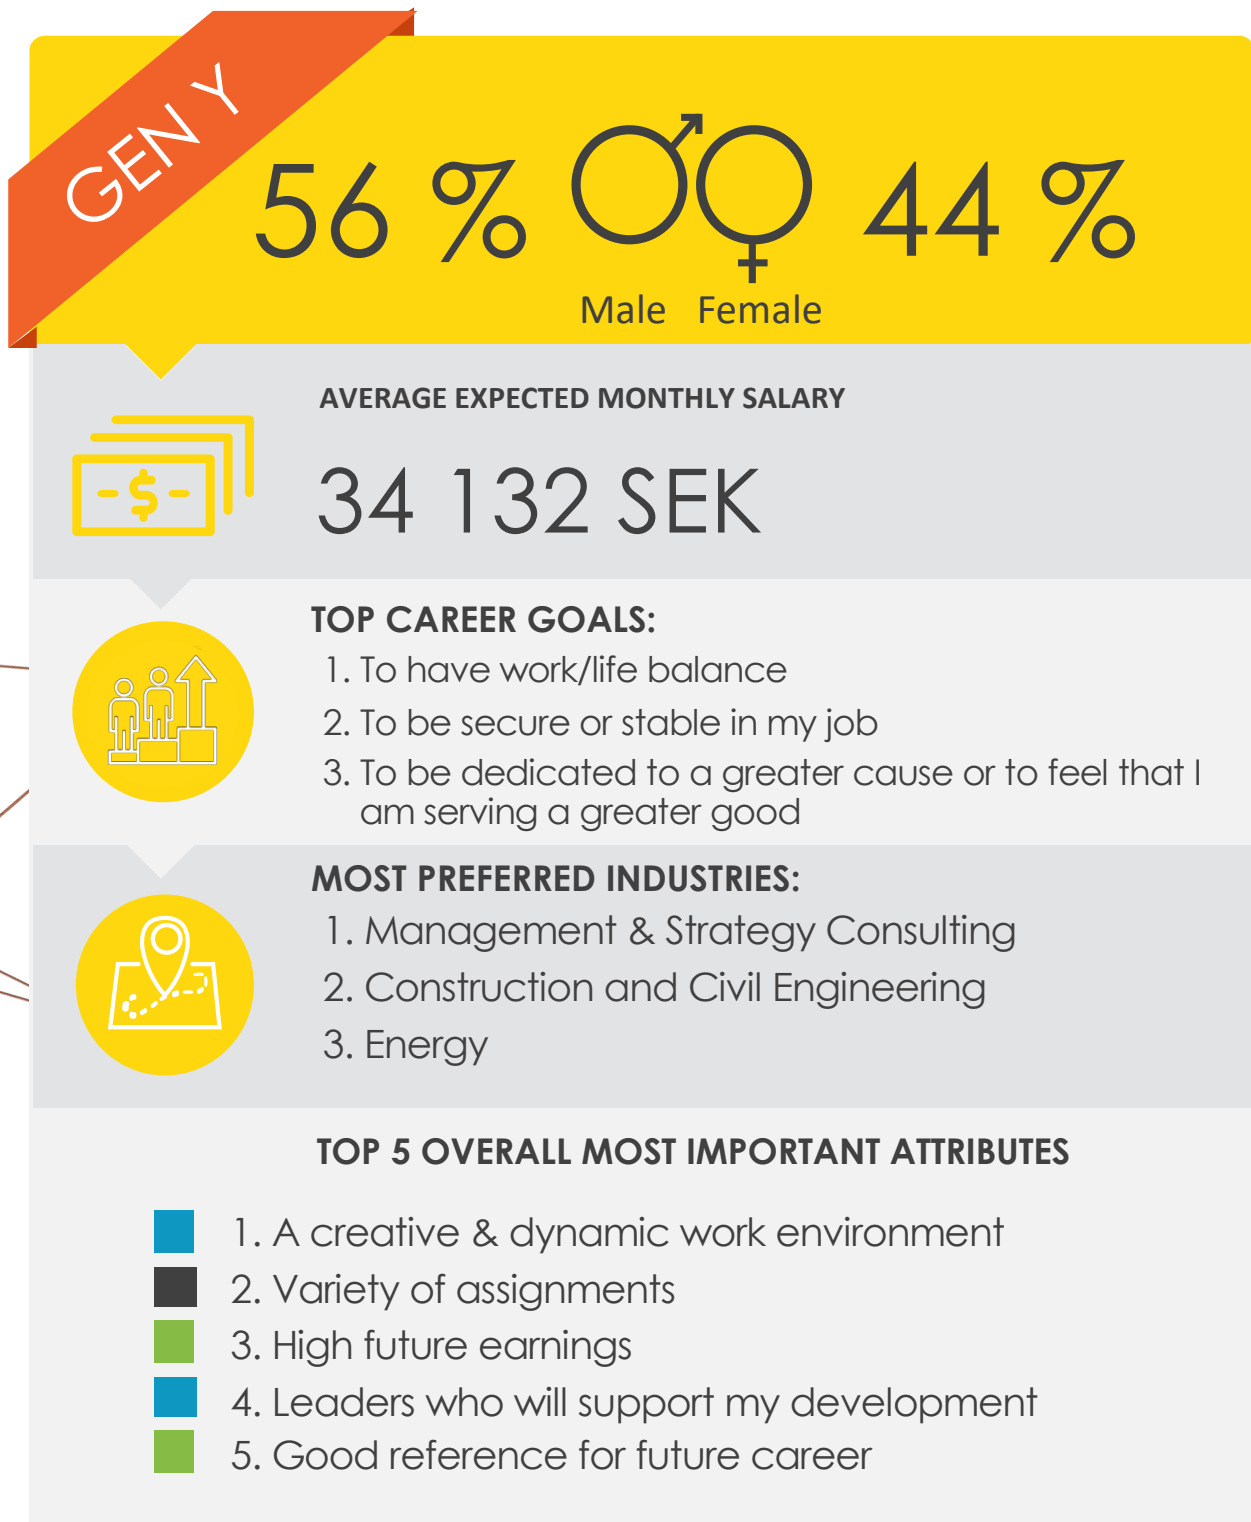 GEN Y
56 % 44 %
Male Female
AVERAGE EXPECTED MONTHLY SALARY
$
34 132 SEK
TOP CAREER GOALS:
1. To have work/life balance
2. To be secure or stable in my job
3. To be dedicated to a greater cause or to feel that I
am serving a greater good
MOST PREFERRED INDUSTRIES:
1. Management & Strategy Consulting
2. Construction and Civil Engineering
3. Energy
TOP 5 OVERALL MOST IMPORTANT ATTRIBUTES
1. A creative & dynamic work environment
2. Variety of assignments
3. High future earnings
4. Leaders who will support my development
5. Good reference for future career